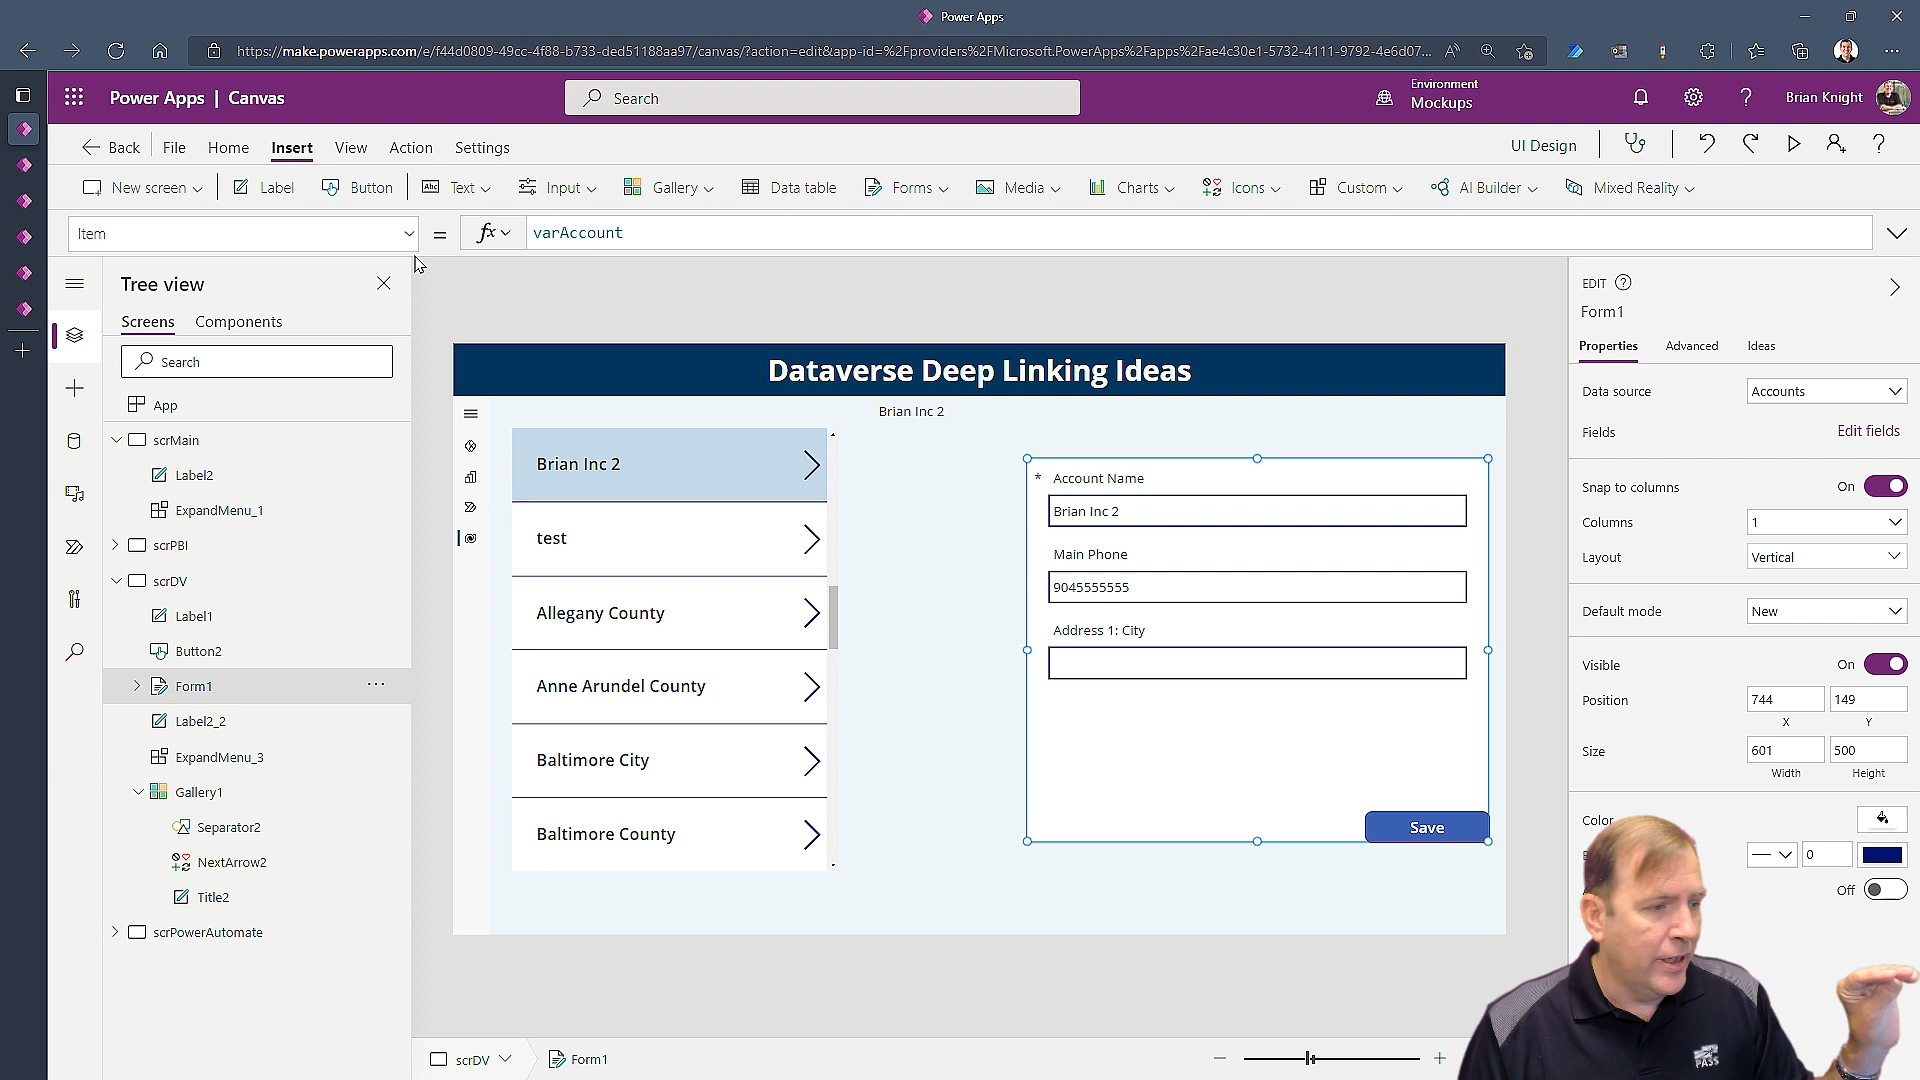 Power Apps
https://make.powerapps.com/e/f44d0809-49cc-4f88-b733-ded51188aa97/canvas/?action=edit&app-id=%2Fproviders%2FMicrosoft.PowerApps%2Fapps%2Fae4c30e1-5732-4111-9792-4e6d07...
Power Apps | Canvas
Search
Environment
Mockups
Brian Knight
Back
File
Home
Insert
View
Action
Settings
UI Design
New screen
Label
Button
Text
Input
Gallery
Data table
Forms
Media
Charts
Icons
Custom
AI Builder
Mixed Reality
Item
=
fx
varAccount
Tree view
Screens
Components
Search
App
scrMain
Label2
ExpandMenu_1
scrPBI
scrDV
Label1
Button2
Form1
Label2_2
ExpandMenu_3
Gallery1
Separator2
NextArrow2
Title2
scrPowerAutomate
Dataverse Deep Linking Ideas
Brian Inc 2
Brian Inc 2
test
Allegany County
Anne Arundel County
Baltimore City
Baltimore County
* Account Name
Brian Inc 2
Main Phone
9045555555
Address 1: City
Save
EDIT
Form1
Properties
Advanced
Ideas
Data source
Accounts
Fields
Edit fields
Snap to columns
On
Columns
1
Layout
Vertical
Default mode
New
Visible
On
Position
744
149
X
Y
Size
601
500
Width
Height
Color
0
Off
scrDV
Form1
PASS